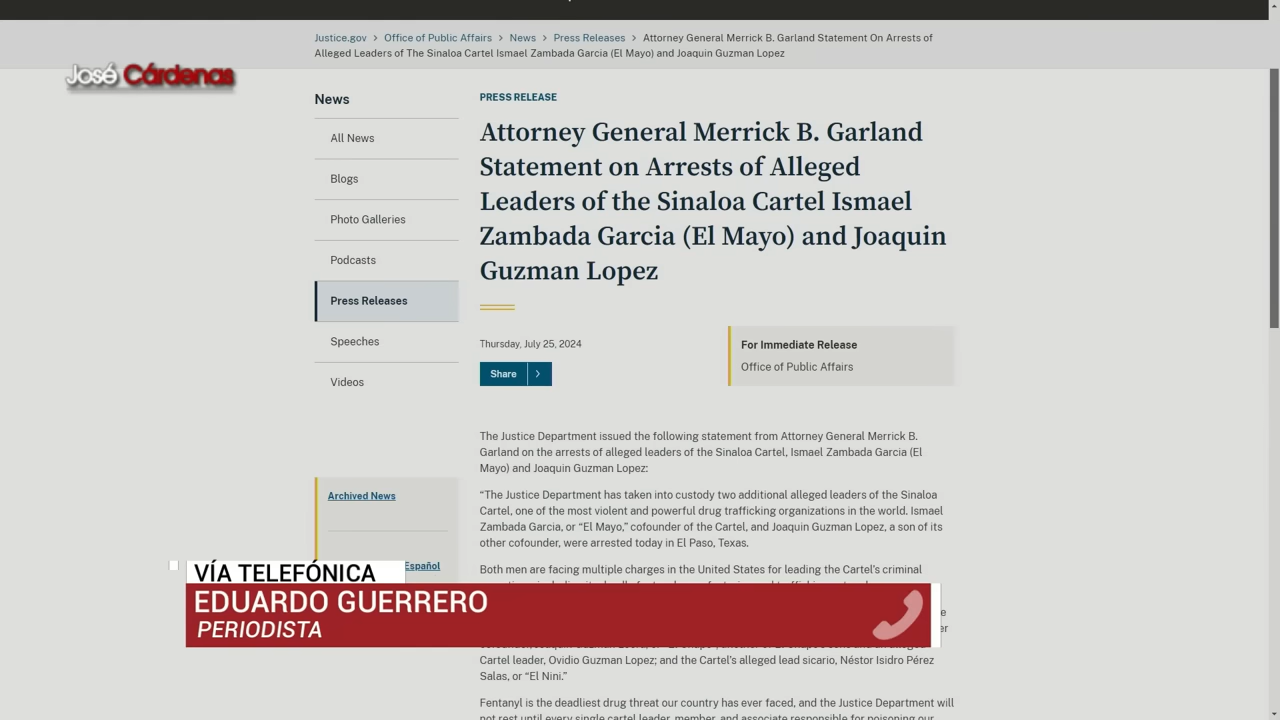 Justice.gov > Office of Public Affairs > News > Press Releases > Attorney General Merrick B. Garland Statement On Arrests of
Alleged Leaders of The Sinaloa Cartel Ismael Zambada Garcia (El Mayo) and Joaquin Guzman Lopez
José Cárdenas
News
All News
Blogs
Photo Galleries
Podcasts
Press Releases
Speeches
Videos
Archived News
Español
PRESS RELEASE
Attorney General Merrick B. Garland
Statement on Arrests of Alleged
Leaders of the Sinaloa Cartel Ismael
Zambada Garcia (El Mayo) and Joaquin
Guzman Lopez
Thursday, July 25, 2024
Share >
For Immediate Release
Office of Public Affairs
The Justice Department issued the following statement from Attorney General Merrick B.
Garland on the arrests of alleged leaders of the Sinaloa Cartel, Ismael Zambada Garcia (El
Mayo) and Joaquin Guzman Lopez:
“The Justice Department has taken into custody two additional alleged leaders of the Sinaloa
Cartel, one of the most violent and powerful drug trafficking organizations in the world. Ismael
Zambada Garcia, or “El Mayo,” cofounder of the Cartel, and Joaquin Guzman Lopez, a son of its
other cofounder, were arrested today in El Paso, Texas.
Both men are facing multiple charges in the United States for leading the Cartel’s criminal
Cartel leader, Ovidio Guzman Lopez; and the Cartel’s alleged lead sicario, Néstor Isidro Pérez
Salas, or “El Nini.”
Fentanyl is the deadliest drug threat our country has ever faced, and the Justice Department will
not rest until every single cartel leader, member, and associate responsible for poisoning our
VÍA TELEFÓNICA
EDUARDO GUERRERO
PERIODISTA